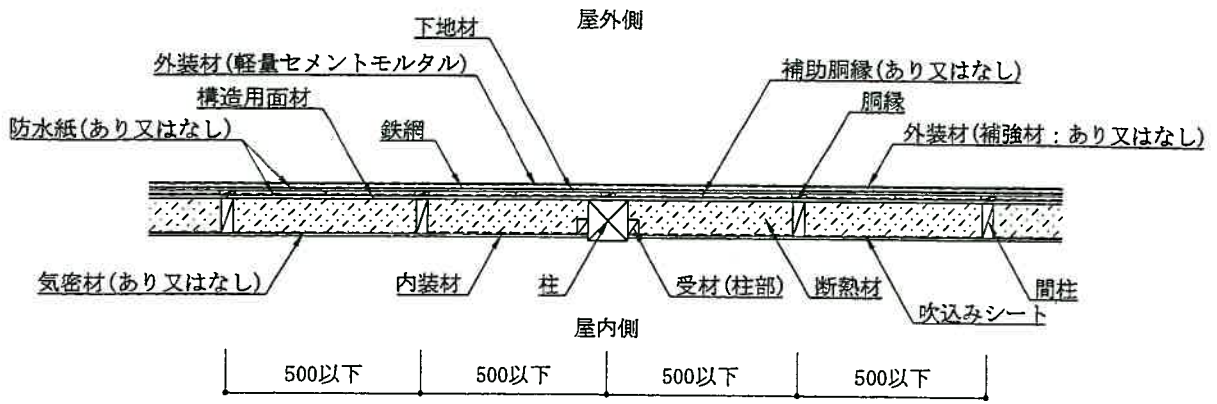 屋外側
下地材
外装材(軽量セメントモルタル)
補助胴縁(あり又はなし)
構造用面材
胴縁
防水紙(あり又はなし)
鉄網
外装材(補強材:あり又はなし)
気密材(あり又はなし)
内装材
柱
受材(柱部)
断熱材
間柱
吹込みシート
屋内側
500以下
500以下
500以下
500以下